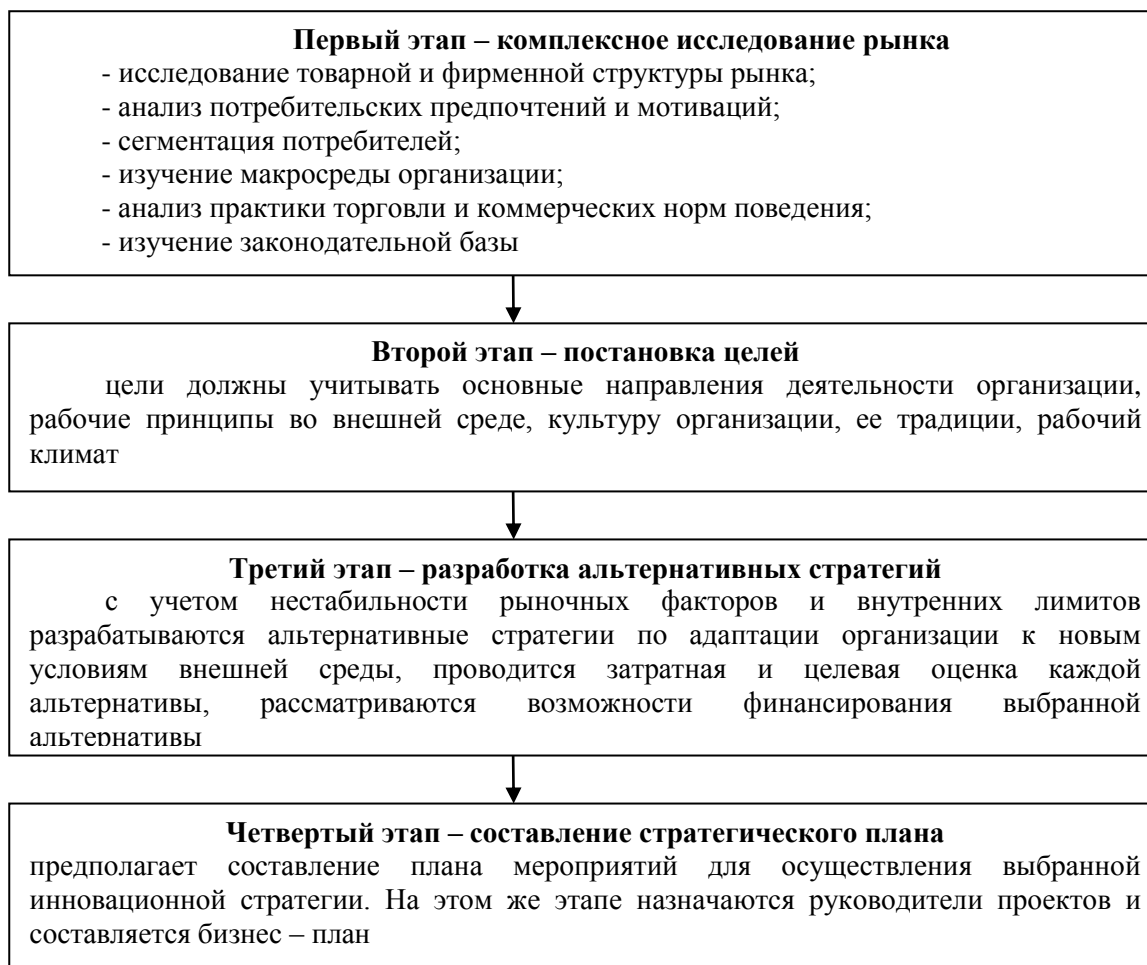 Первый этап – комплексное исследование рынка
- исследование товарной и фирменной структуры рынка;
- анализ потребительских предпочтений и мотиваций;
- сегментация потребителей;
- изучение макросреды организации;
- анализ практики торговли и коммерческих норм поведения;
- изучение законодательной базы
Второй этап – постановка целей
цели должны учитывать основные направления деятельности организации,
рабочие принципы во внешней среде, культуру организации, ее традиции, рабочий
климат
Третий этап – разработка альтернативных стратегий
с учетом нестабильности рыночных факторов и внутренних лимитов
разрабатываются альтернативные стратегии по адаптации организации к новым
условиям внешней среды, проводится затратная и целевая оценка каждой
альтернативы, рассматриваются возможности финансирования выбранной
альтернативы
Четвертый этап – составление стратегического плана
предполагает составление плана мероприятий для осуществления выбранной
инновационной стратегии. На этом же этапе назначаются руководители проектов и
составляется бизнес – план